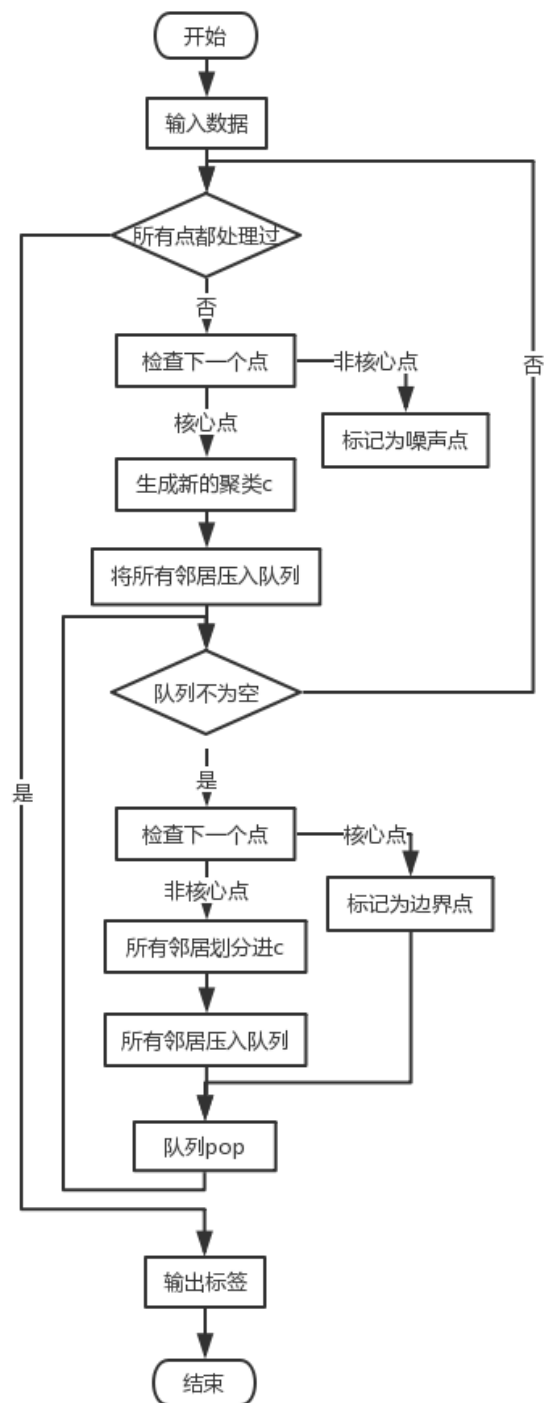 开始
输入数据
所有点都处理过
否
检查下一个点
非核心点
否
核心点
标记为噪声点
生成新的聚类c
将所有邻居压入队列
队列不为空
是
是
检查下一个点
核心点
非核心点
标记为边界点
所有邻居划分进c
所有邻居压入队列
队列pop
输出标签
结束